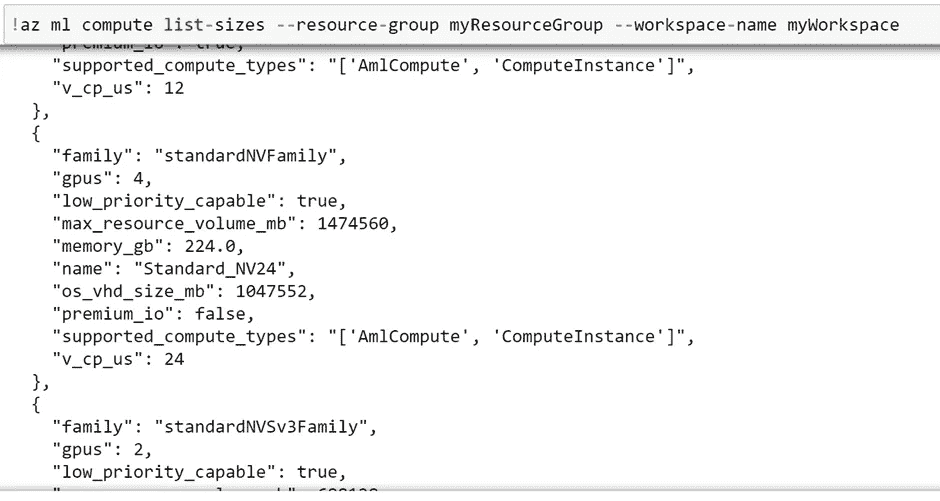 !az ml compute list-sizes --resource-group myResourceGroup --workspace-name myWorkspace
"premium_io": true,
"supported_compute_types": "['AmlCompute', 'ComputeInstance']",
"v_cp_us": 12
},
{
"family": "standardNVFamily",
"gpus": 4,
"low_priority_capable": true,
"max_resource_volume_mb": 1474560,
"memory_gb": 224.0,
"name": "Standard_NV24",
"os_vhd_size_mb": 1047552,
"premium_io": false,
"supported_compute_types": "['AmlCompute', 'ComputeInstance']",
"v_cp_us": 24
},
{
"family": "standardNVSv3Family",
"gpus": 2,
"low_priority_capable": true,